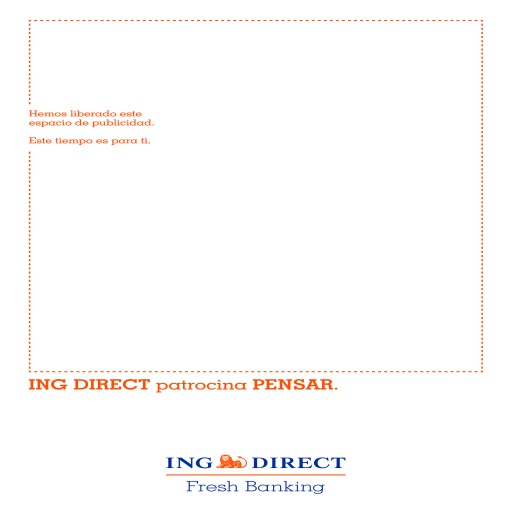 Hemos liberado este
espacio de publicidad.
Este tiempo es para ti.
ING DIRECT patrocina PENSAR.
ING DIRECT
Fresh Banking